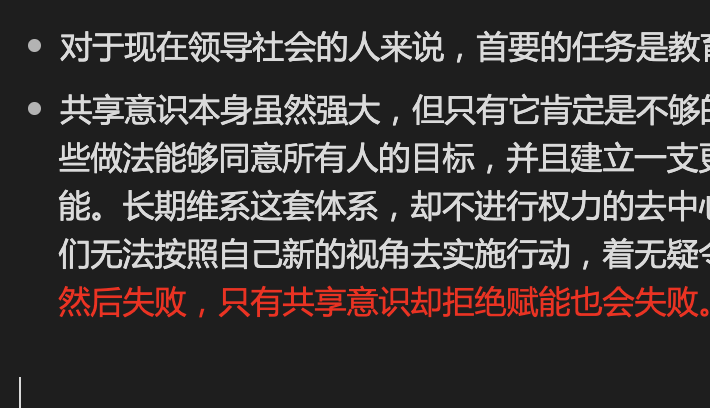 对于现在领导社会的人来说，首要的任务是教育
共享意识本身虽然强大，但只有它肯定是不够的
些做法能够同意所有人的目标，并且建立一支更
能。长期维系这套体系，却不进行权力的去中心
们无法按照自己新的视角去实施行动，着无疑令
然后失败，只有共享意识却拒绝赋能也会失败。